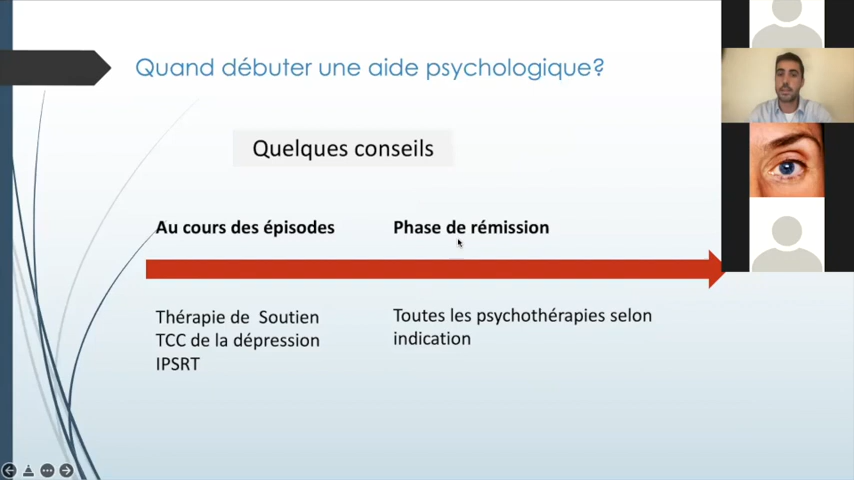 Quand débuter une aide psychologique?
Quelques conseils
Au cours des épisodes
Phase de rémission
Thérapie de Soutien
TCC de la dépression
IPSRT
Toutes les psychothérapies selon
indication